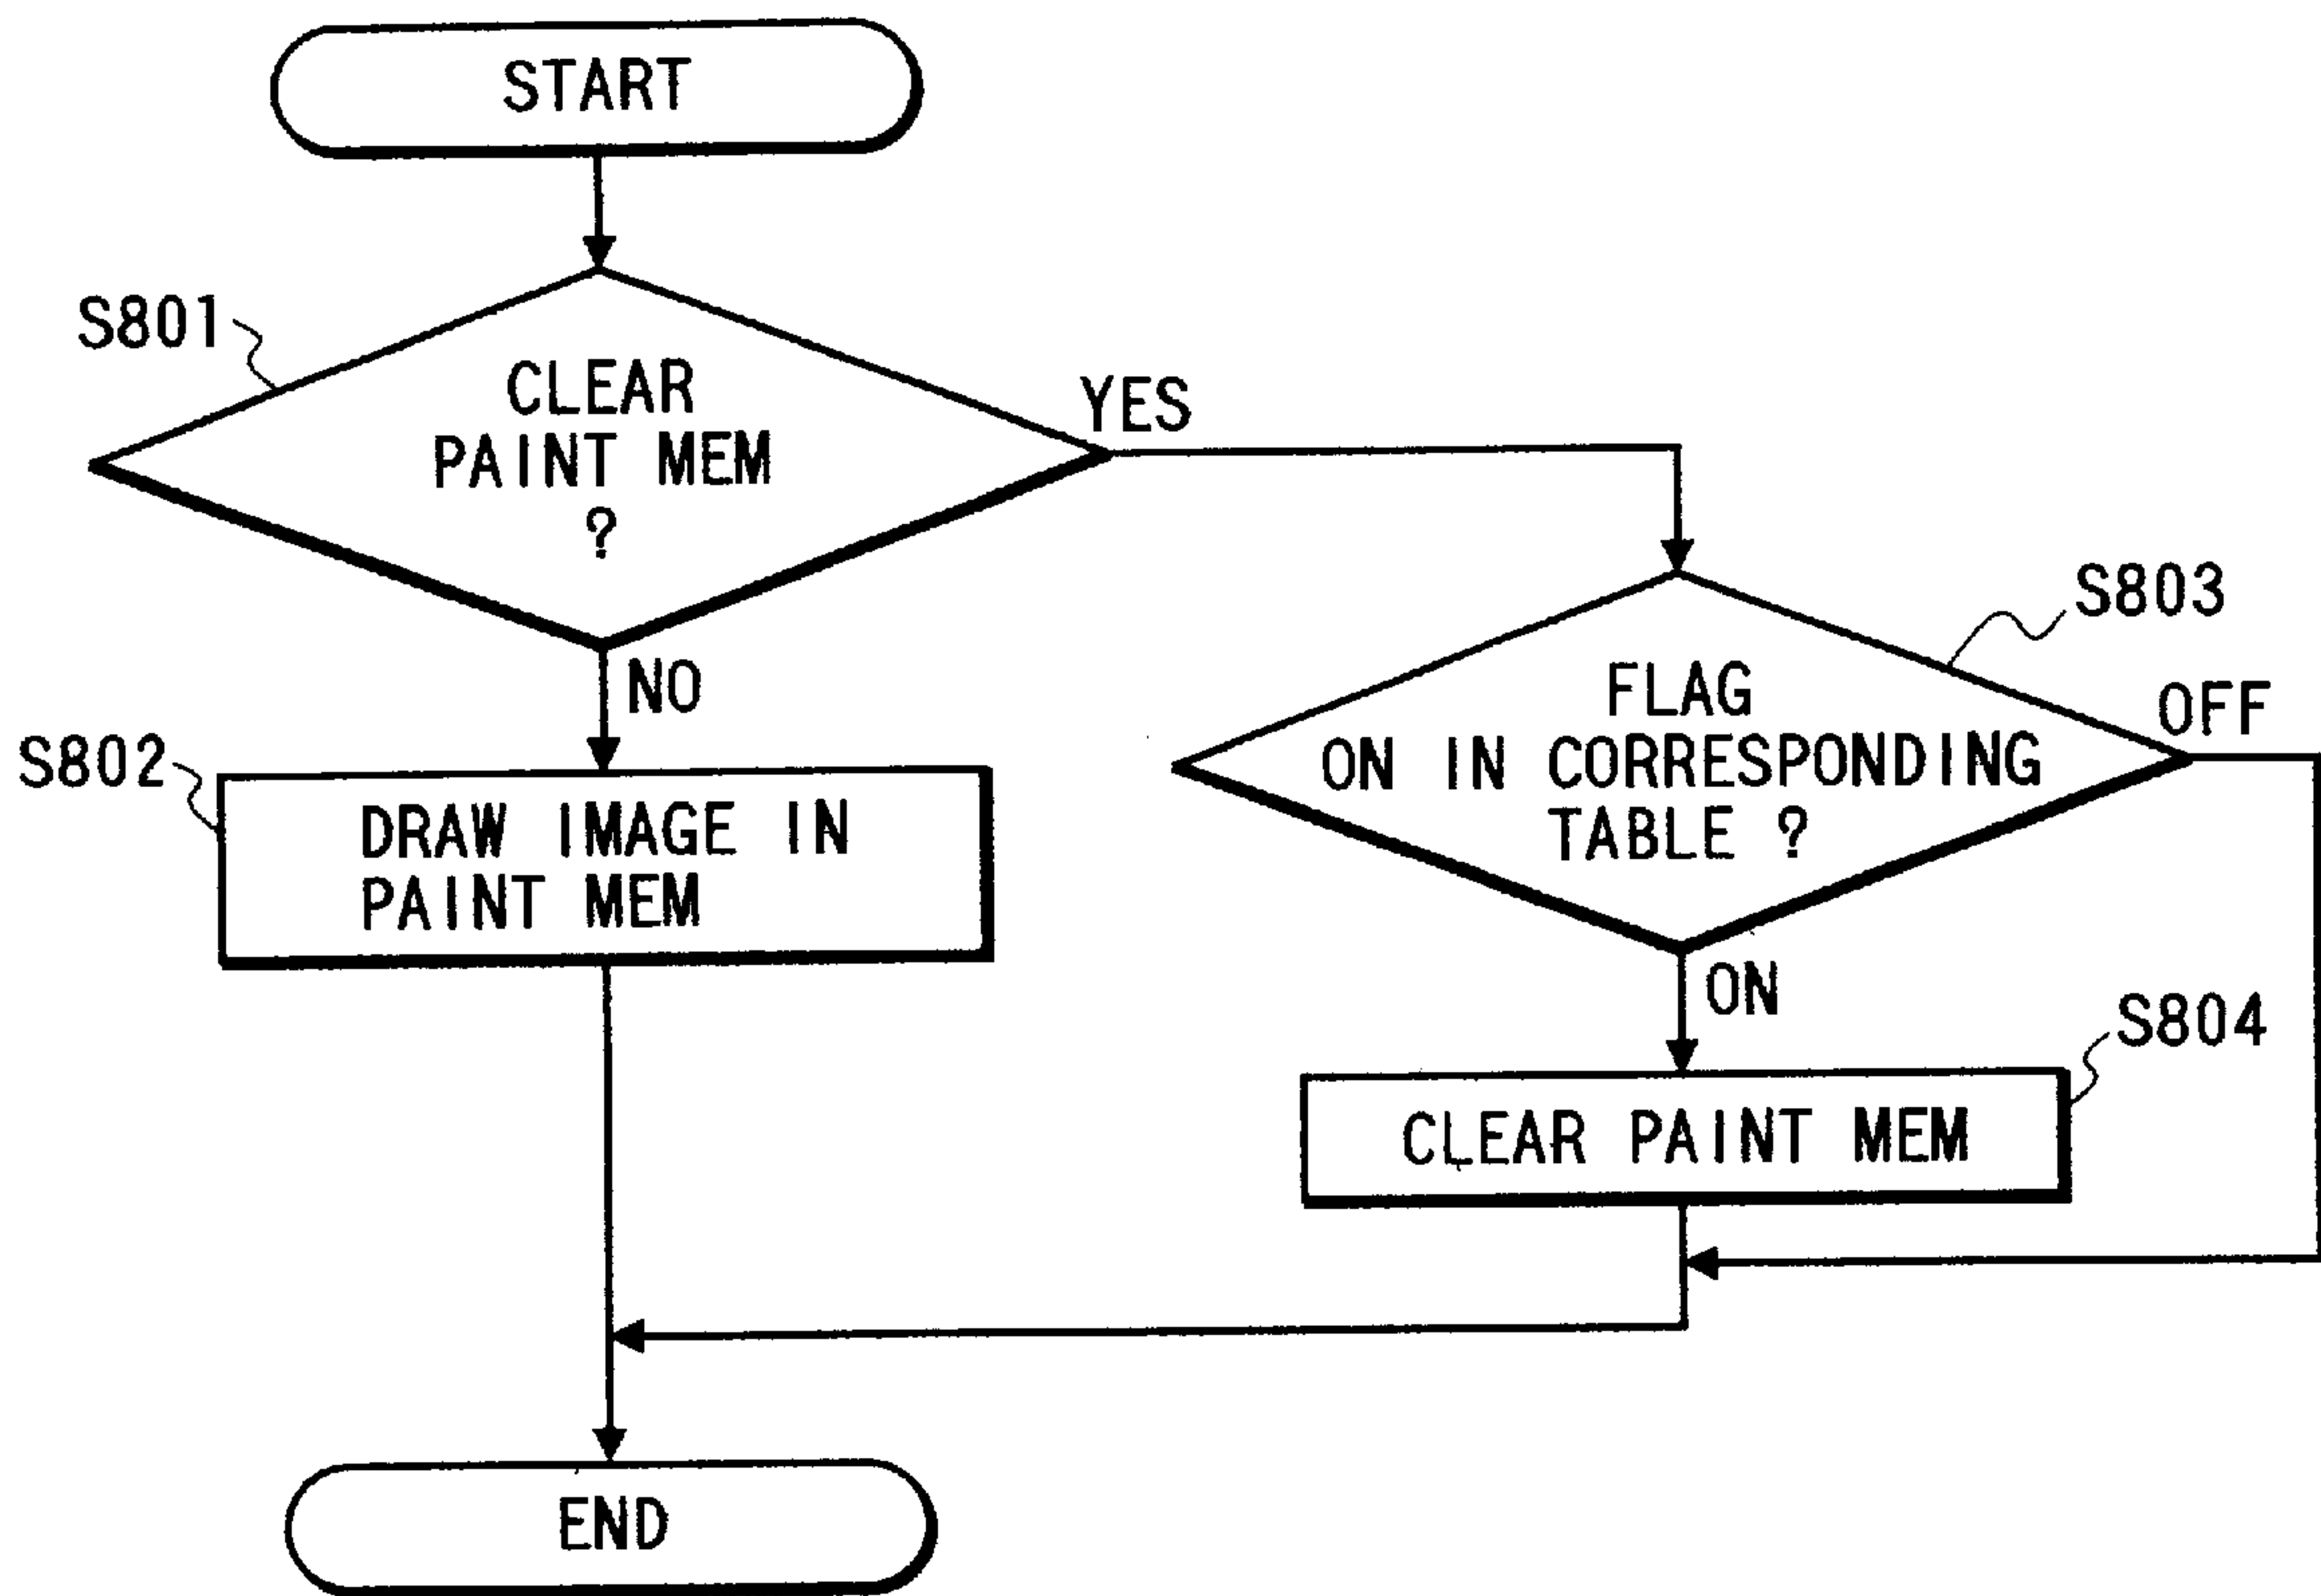 START
S801
CLEAR
PAINT MEM
?
YES
NO
S802
DRAW IMAGE IN
PAINT MEM
S803
FLAG
ON IN CORRESPONDING
TABLE ?
OFF
ON
S804
CLEAR PAINT MEM
END